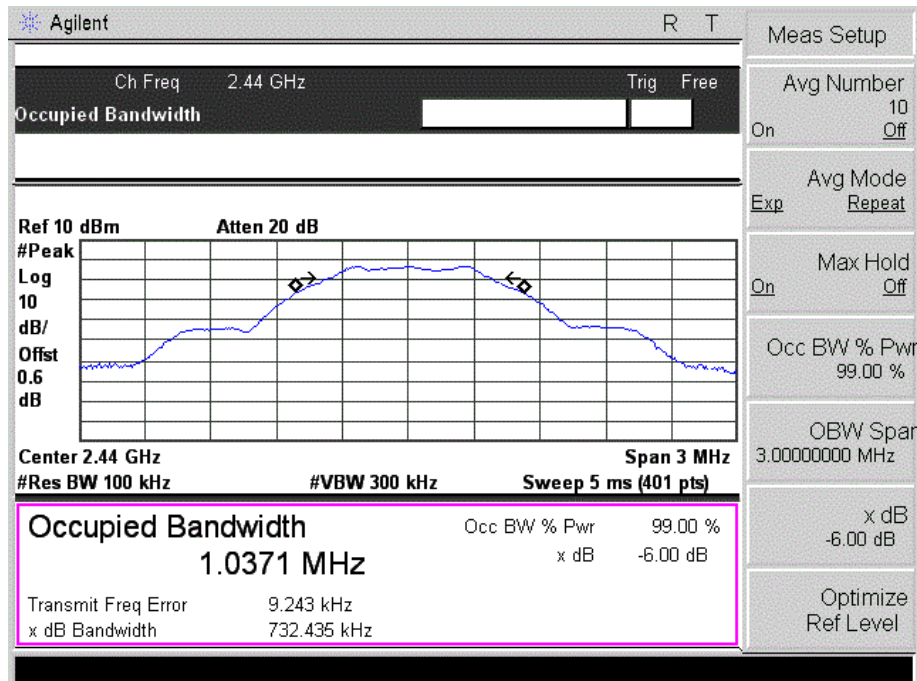 Agilent R T
Ch Freq 2.44 GHz Trig Free
Occupied Bandwidth
Ref 10 dBm Atten 20 dB
#Peak
Log
10
dB/
Offst
0.6
dB
Center 2.44 GHz Span 3 MHz
#Res BW 100 kHz #VBW 300 kHz Sweep 5 ms (401 pts)
Occupied Bandwidth
1.0371 MHz
Occ BW % Pwr 99.00 %
x dB -6.00 dB
Transmit Freq Error 9.243 kHz
x dB Bandwidth 732.435 kHz
Meas Setup
Avg Number
10
On Off
Avg Mode
Exp Repeat
Max Hold
On Off
Occ BW % Pwr
99.00 %
OBW Span
3.00000000 MHz
x dB
-6.00 dB
Optimize
Ref Level